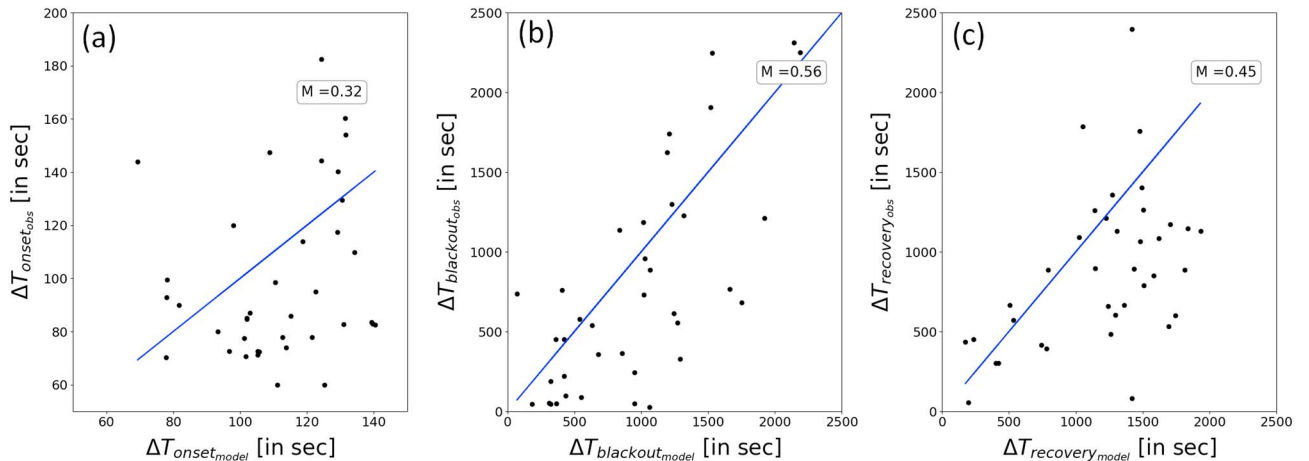 (a)
M =0.32
200
180
160
140
120
100
80
60
60 80 100 120 140
ΔT_onset_obs [in sec]
ΔT_onset_model [in sec]
(b)
M =0.56
2500
2000
1500
1000
500
0
0 500 1000 1500 2000 2500
ΔT_blackout_obs [in sec]
ΔT_blackout_model [in sec]
(c)
M =0.45
2500
2000
1500
1000
500
0
0 500 1000 1500 2000 2500
ΔT_recovery_obs [in sec]
ΔT_recovery_model [in sec]